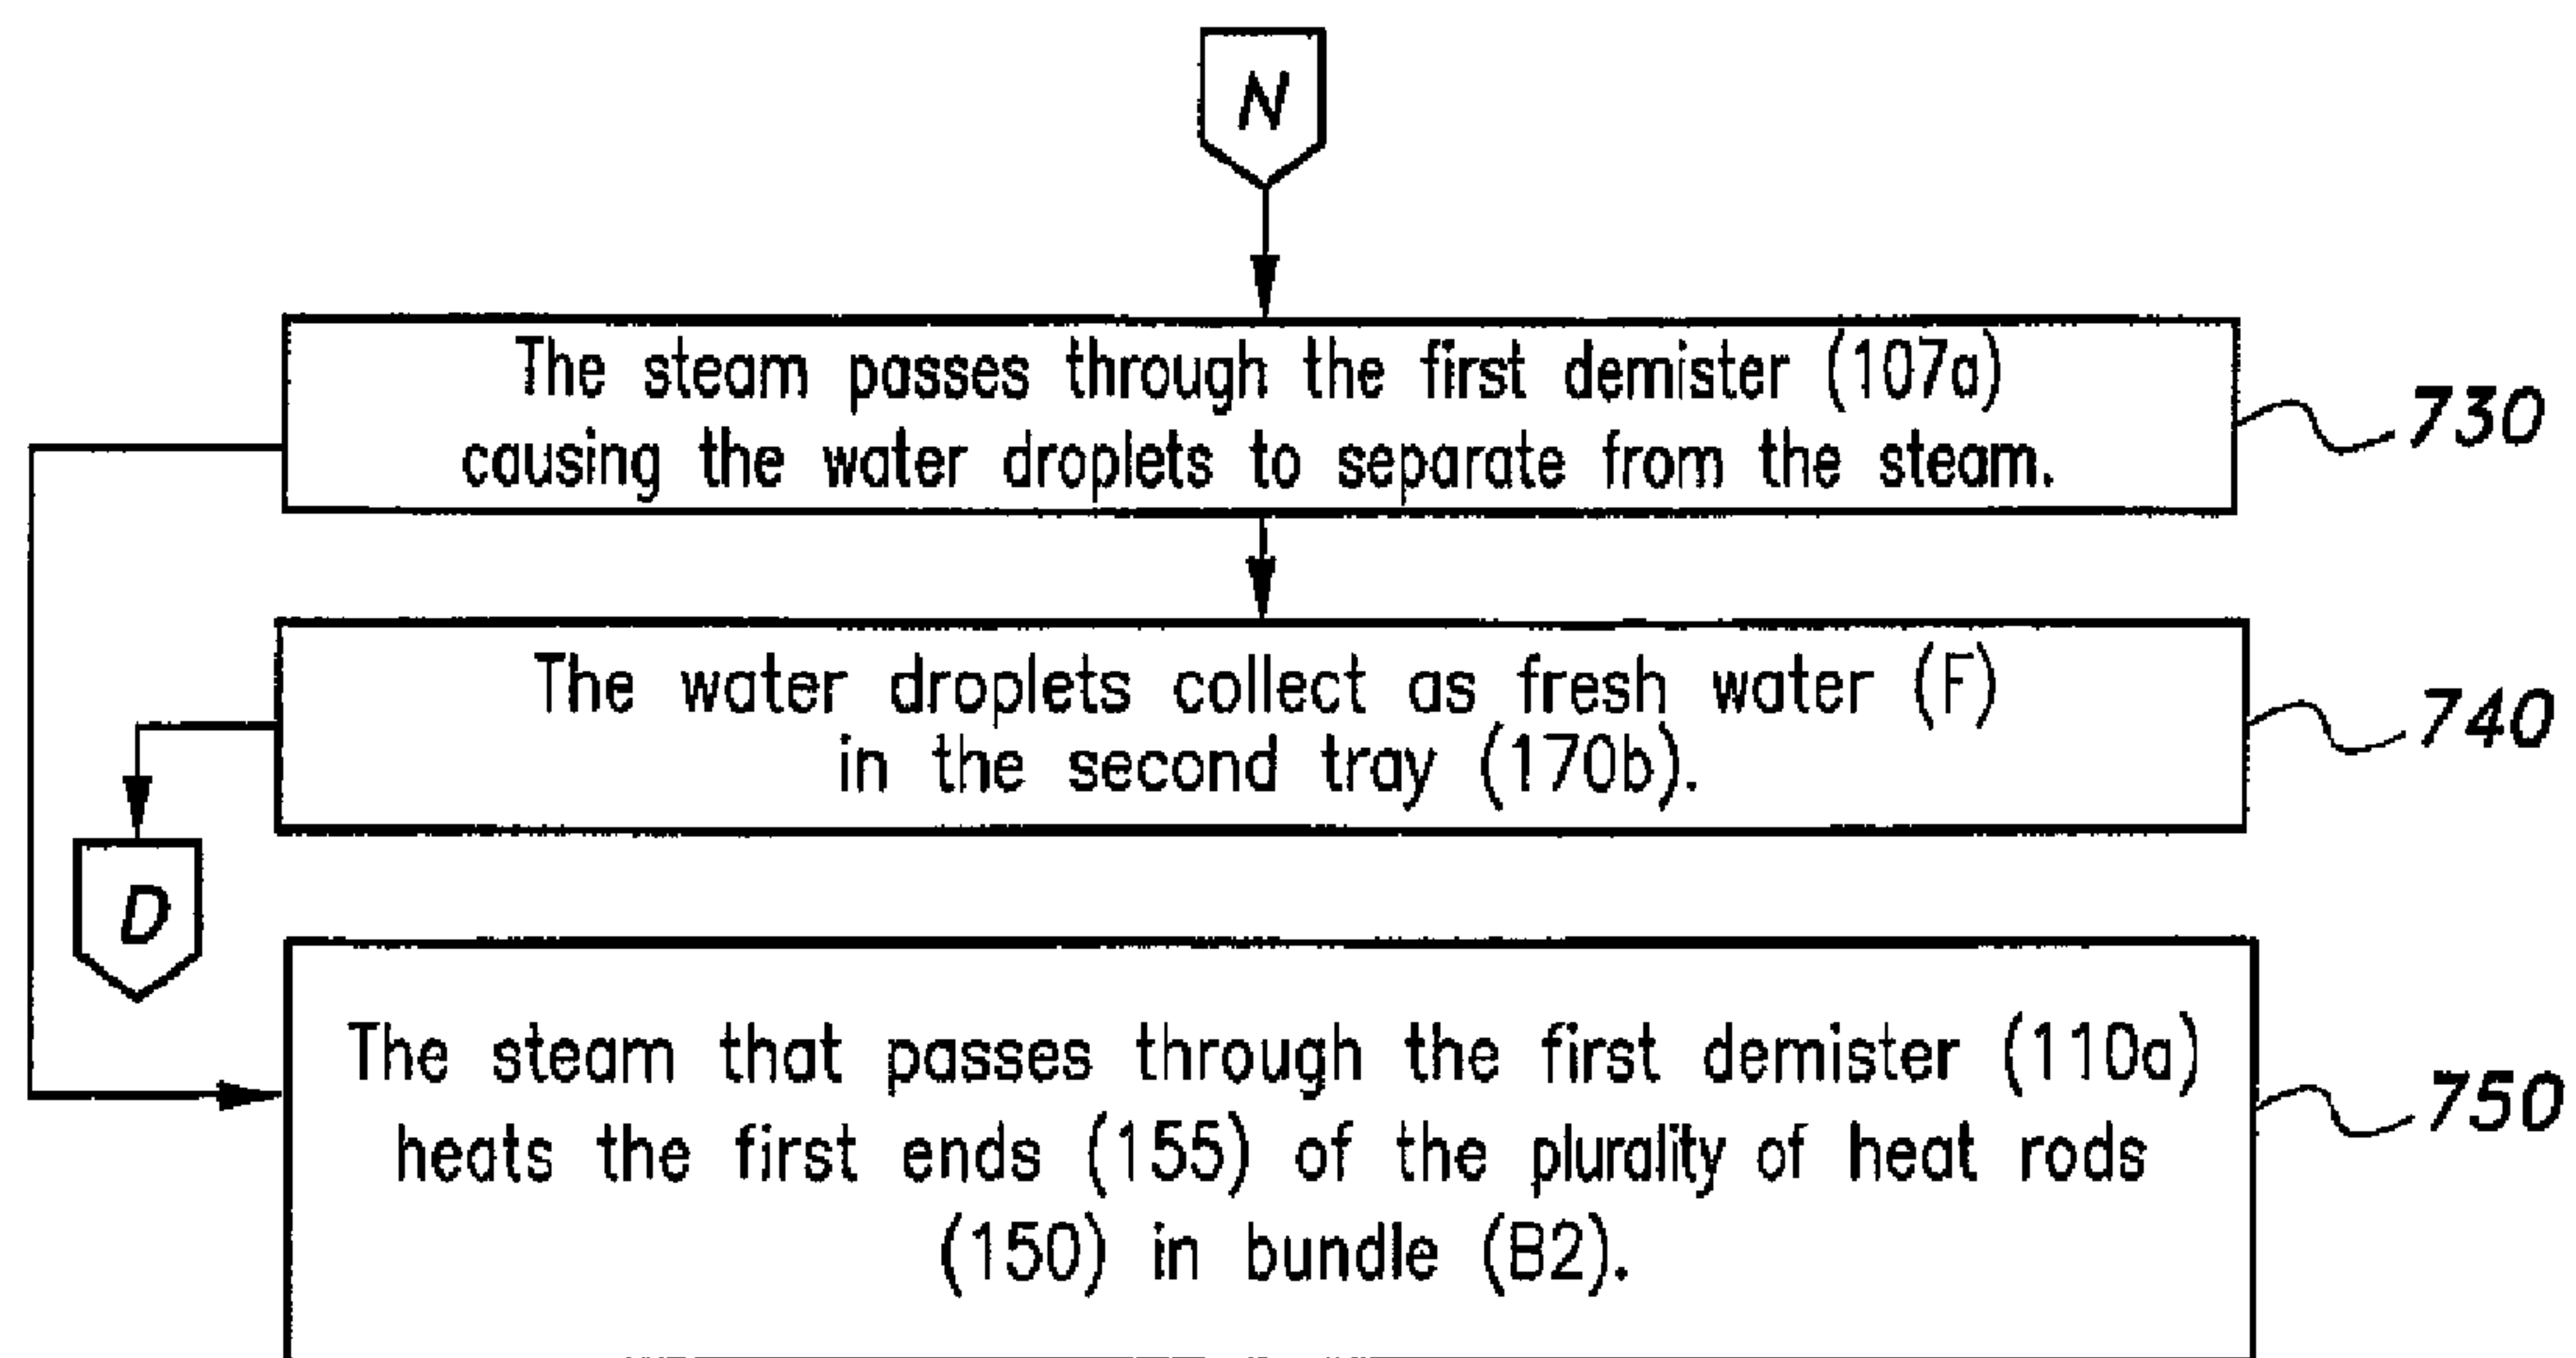 N
The steam passes through the first demister (107a)
causing the water droplets to separate from the steam.
730
The water droplets collect as fresh water (F)
in the second tray (170b).
740
D
The steam that passes through the first demister (110a)
heats the first ends (155) of the plurality of heat rods
(150) in bundle (B2).
750